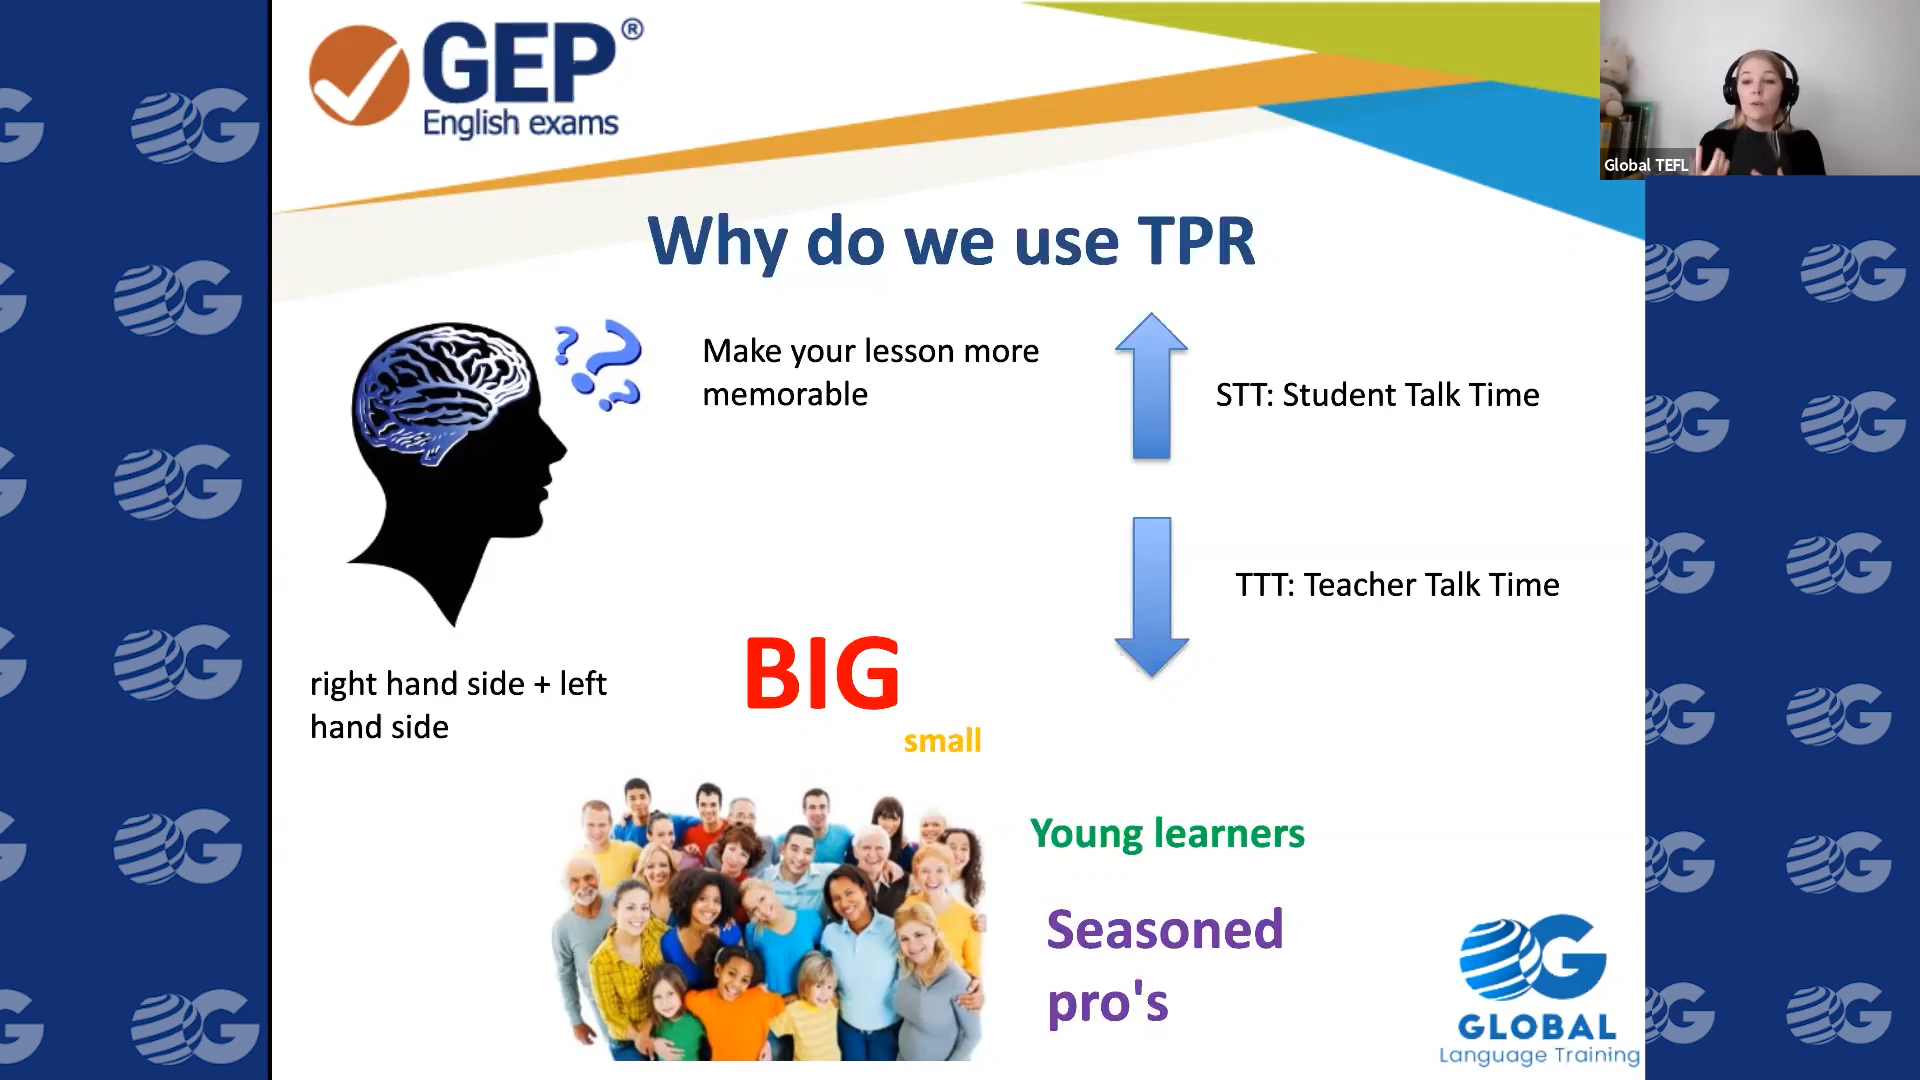 GEP®
English exams
Global TEFL
Why do we use TPR
Make your lesson more
memorable
STT: Student Talk Time
TTT: Teacher Talk Time
right hand side + left
hand side
BIG
small
Young learners
Seasoned
pro's
G
GLOBAL
Language Training